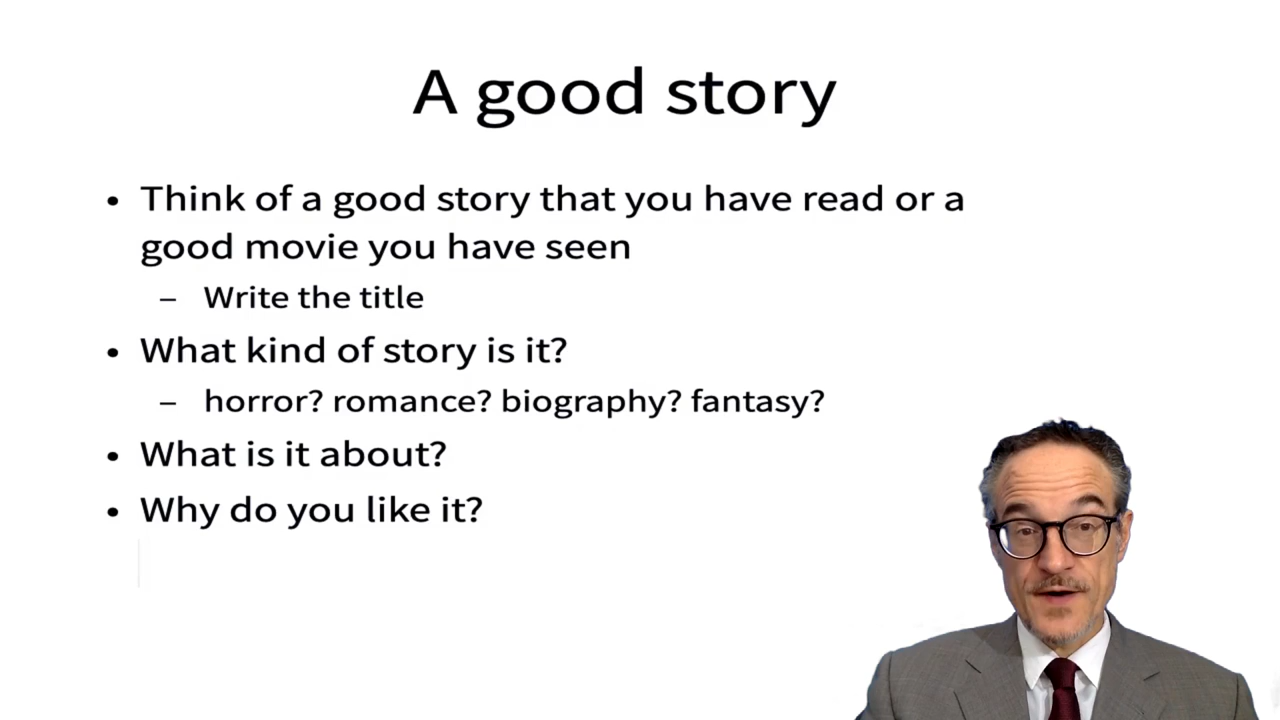 A good story
• Think of a good story that you have read or a
good movie you have seen
– Write the title
• What kind of story is it?
– horror? romance? biography? fantasy?
• What is it about?
• Why do you like it?